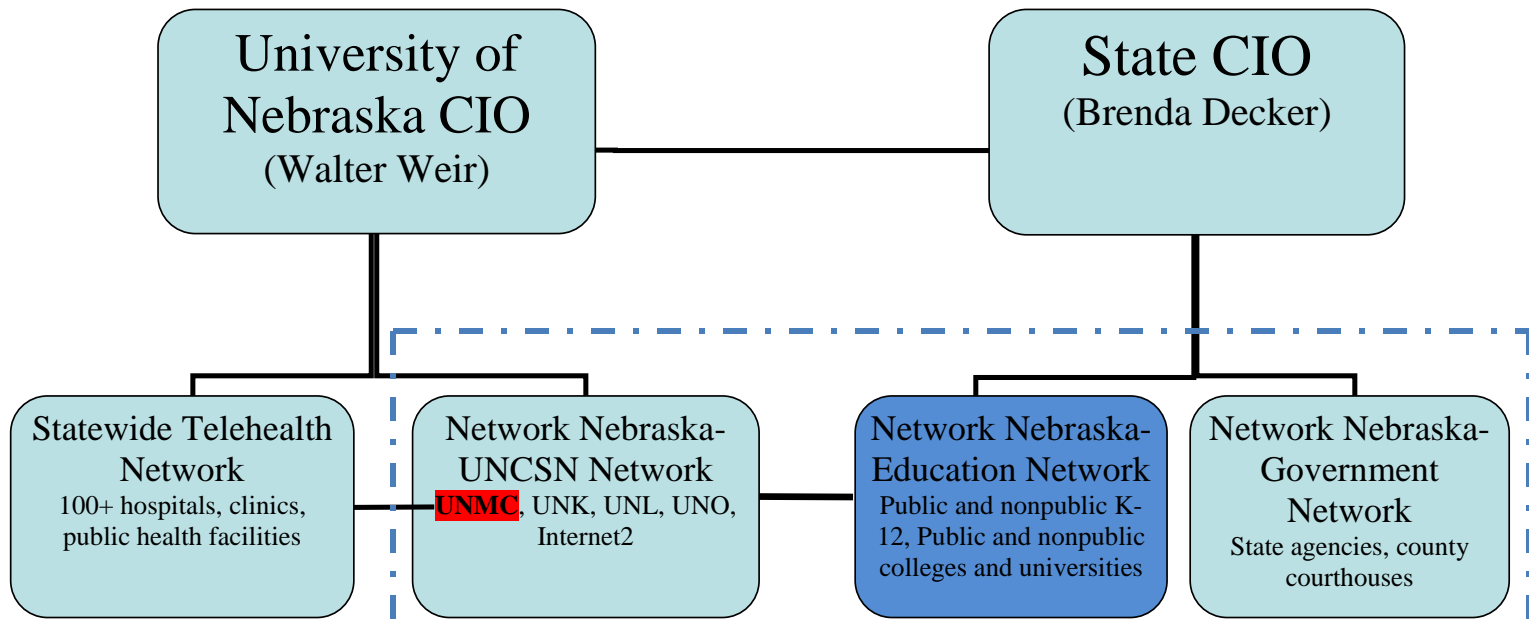 University of
Nebraska CIO
(Walter Weir)
State CIO
(Brenda Decker)
Statewide Telehealth
Network
100+ hospitals, clinics,
public health facilities
Network Nebraska-
UNCSN Network
UNMC, UNK, UNL, UNO,
Internet2
Network Nebraska-
Education Network
Public and nonpublic K-
12, Public and nonpublic
colleges and universities
Network Nebraska-
Government
Network
State agencies, county
courthouses